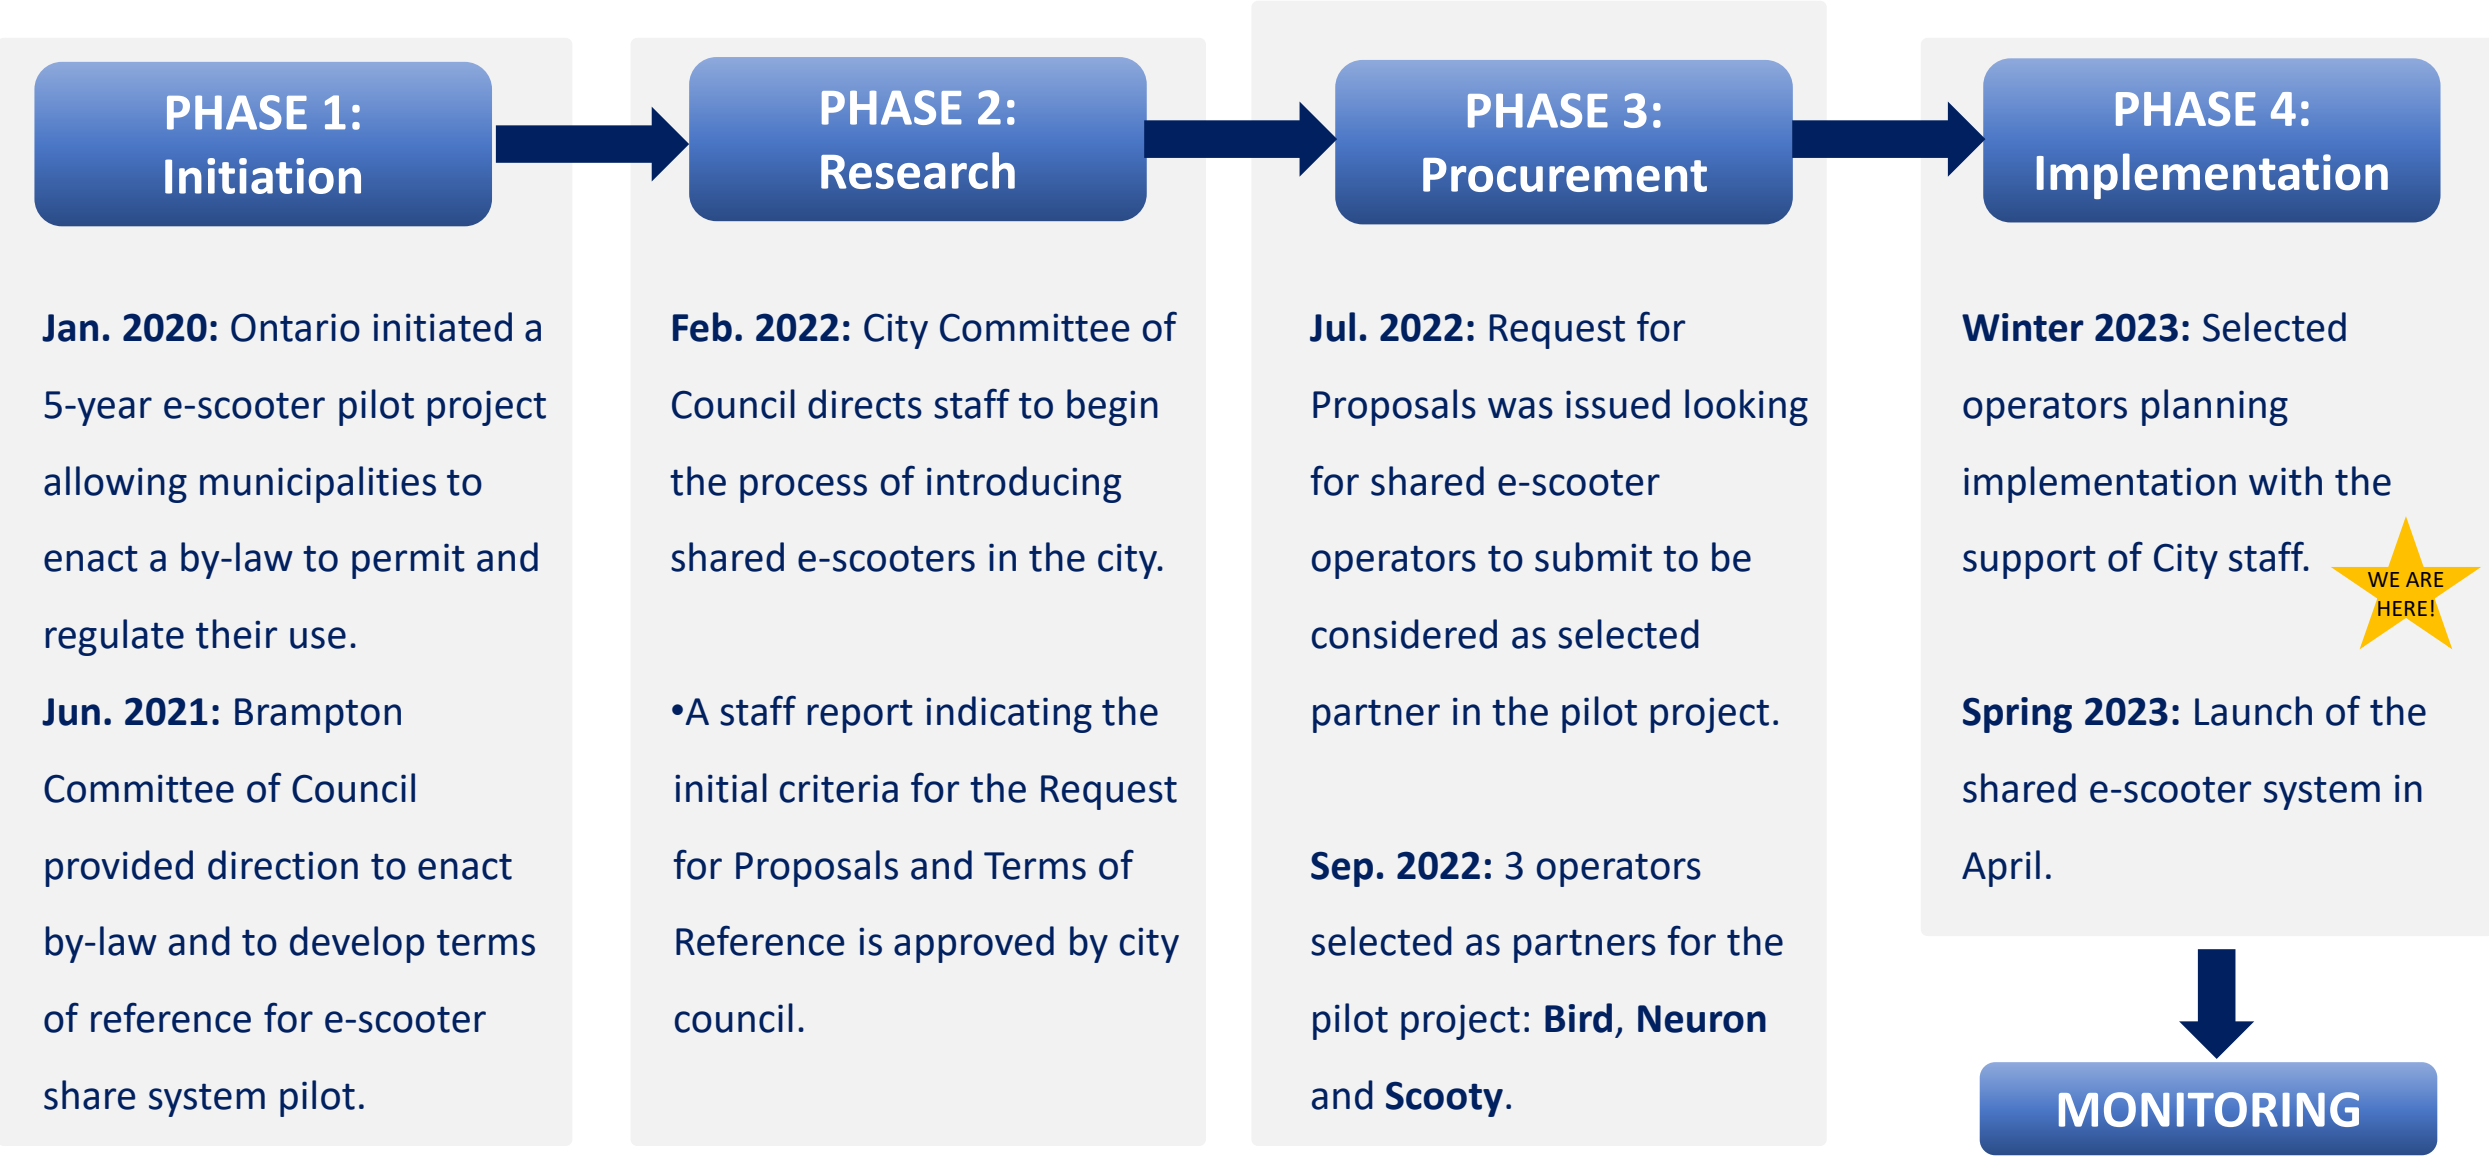 PHASE 1:
Initiation
Jan. 2020: Ontario initiated a
5-year e-scooter pilot project
allowing municipalities to
enact a by-law to permit and
regulate their use.
Jun. 2021: Brampton
Committee of Council
provided direction to enact
by-law and to develop terms
of reference for e-scooter
share system pilot.
PHASE 2:
Research
Feb. 2022: City Committee of
Council directs staff to begin
the process of introducing
shared e-scooters in the city.
•A staff report indicating the
initial criteria for the Request
for Proposals and Terms of
Reference is approved by city
council.
PHASE 3:
Procurement
Jul. 2022: Request for
Proposals was issued looking
for shared e-scooter
operators to submit to be
considered as selected
partner in the pilot project.
Sep. 2022: 3 operators
selected as partners for the
pilot project: Bird, Neuron
and Scooty.
PHASE 4:
Implementation
Winter 2023: Selected
operators planning
implementation with the
support of City staff.
WE ARE
HERE!
Spring 2023: Launch of the
shared e-scooter system in
April.
MONITORING